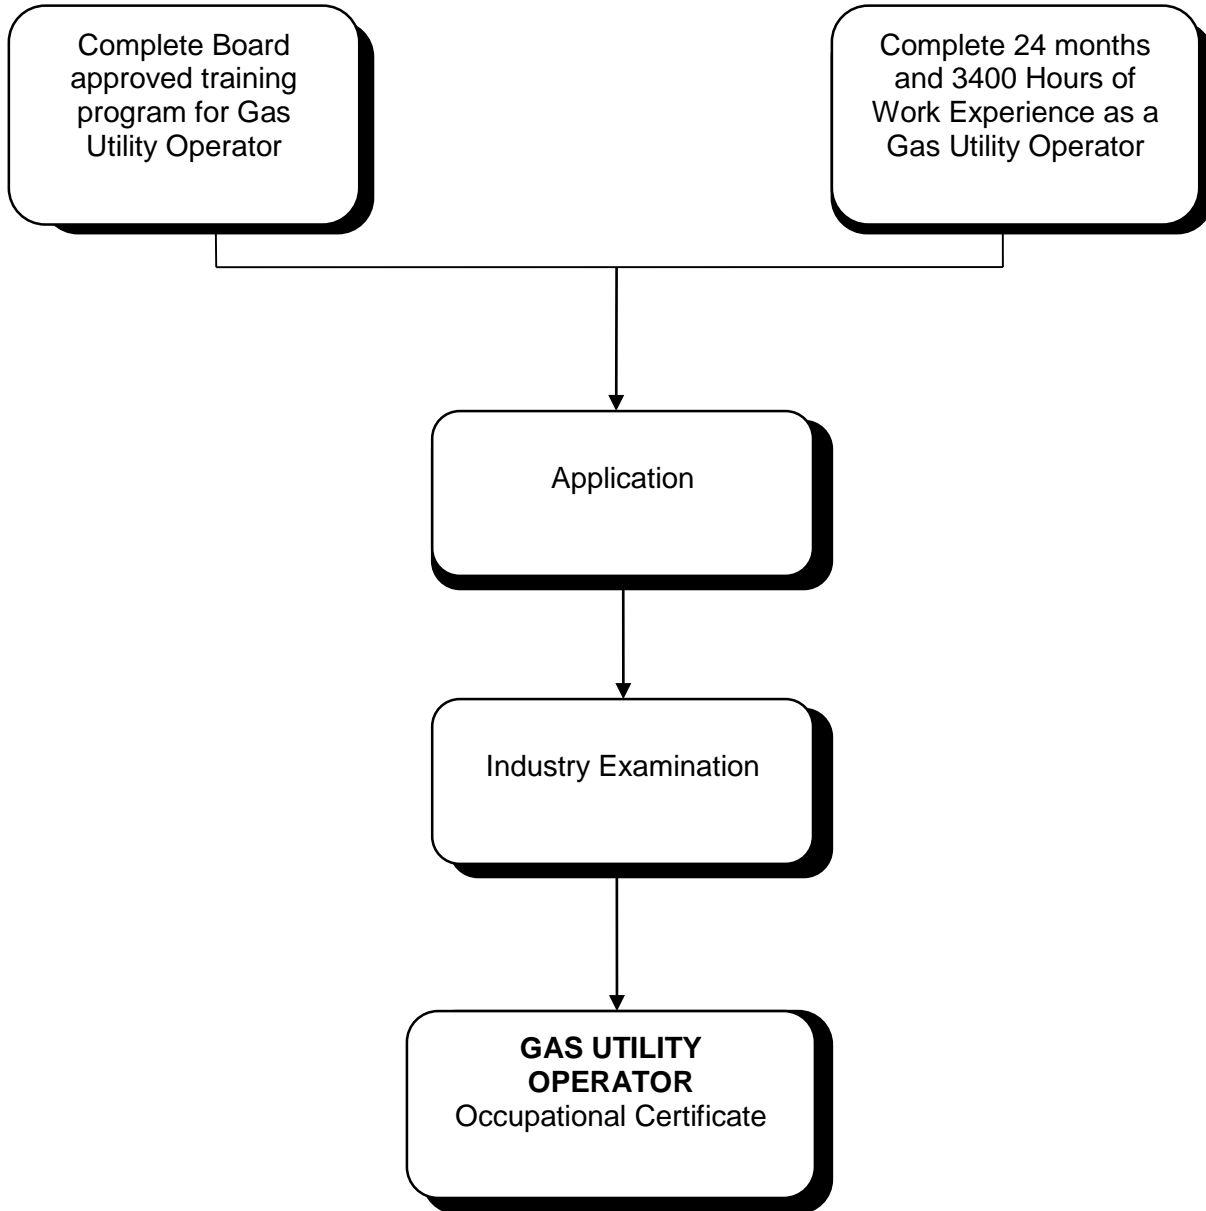 Complete Board
approved training
program for Gas
Utility Operator
Complete 24 months
and 3400 Hours of
Work Experience as a
Gas Utility Operator
Application
Industry Examination
GAS UTILITY
OPERATOR
Occupational Certificate